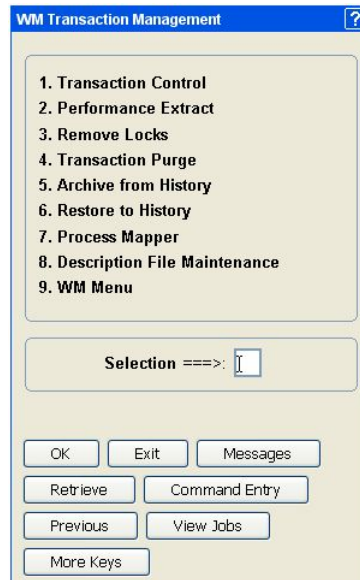 WM Transaction Management ?
1. Transaction Control
2. Performance Extract
3. Remove Locks
4. Transaction Purge
5. Archive from History
6. Restore to History
7. Process Mapper
8. Description File Maintenance
9. WM Menu
Selection ===>:
OK Exit Messages
Retrieve Command Entry
Previous View Jobs
More Keys